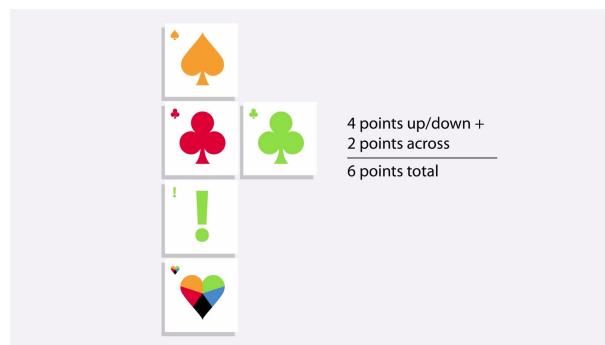 !
!
4 points up/down +
2 points across
6 points total